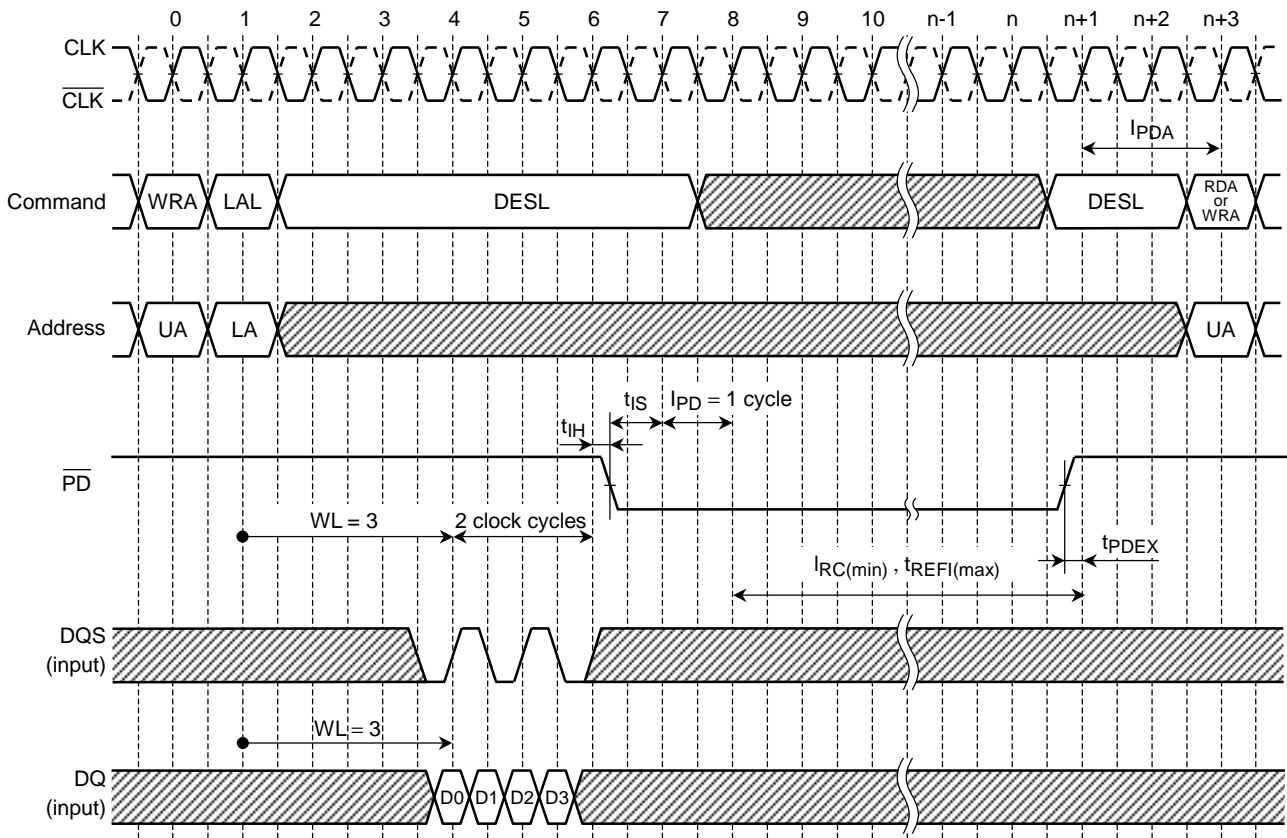 0 1 2 3 4 5 6 7 8 9 10 n-1 n n+1 n+2 n+3
CLK
CLK
IPDA
Command WRA LAL DESL DESL RDA or WRA
Address UA LA UA
tIS IPD = 1 cycle
tIH
PD
WL = 3 2 clock cycles
tPDEX
IRC(min) , tREFI(max)
DQS
(input)
WL = 3
DQ
(input)
D0 D1 D2 D3